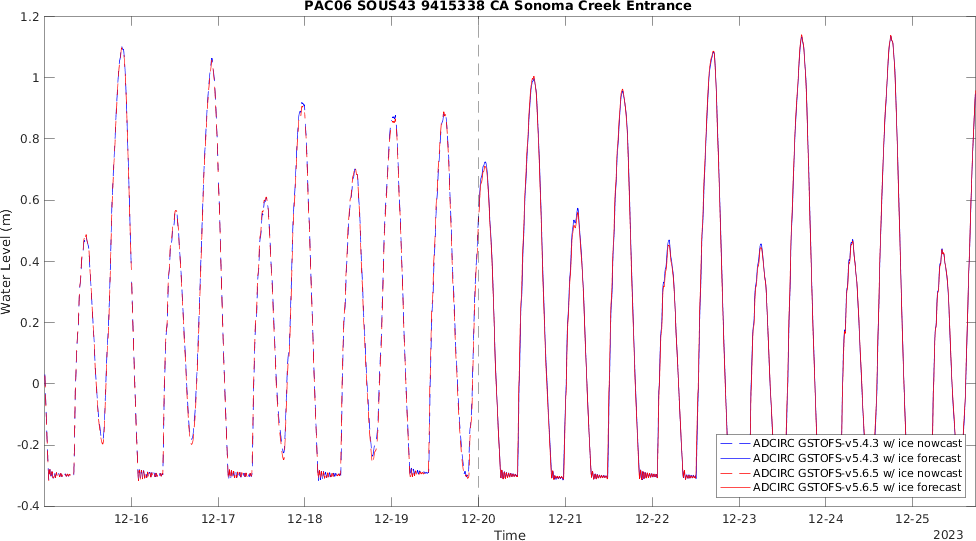 PAC06 SOUS43 9415338 CA Sonoma Creek Entrance
1.2
1
0.8
0.6
0.4
0.2
0
-0.2
-0.4
Water Level (m)
12-16 12-17 12-18 12-19 12-20 12-21 12-22 12-23 12-24 12-25
Time
2023
ADCIRC GSTOFS-v5.4.3 w/ ice nowcast
ADCIRC GSTOFS-v5.4.3 w/ ice forecast
ADCIRC GSTOFS-v5.6.5 w/ ice nowcast
ADCIRC GSTOFS-v5.6.5 w/ ice forecast